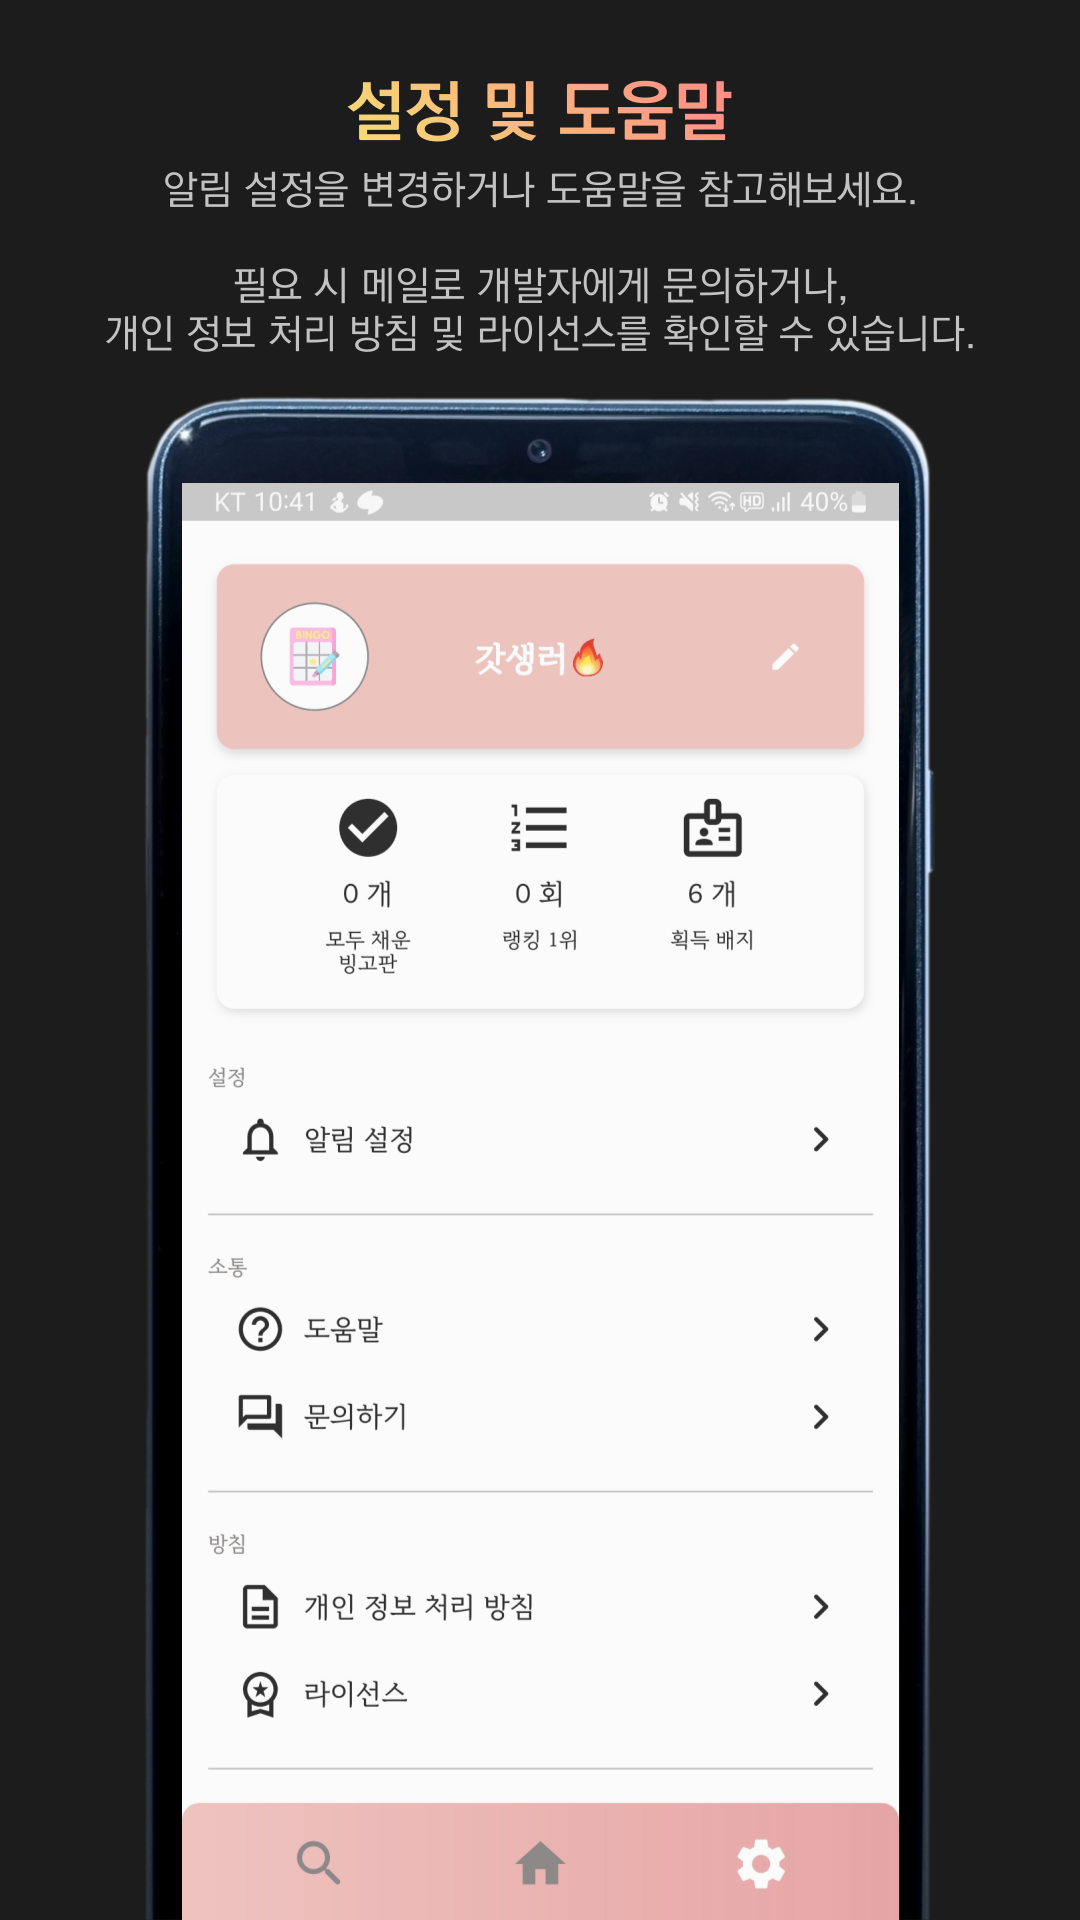 설정 및 도움말
알림 설정을 변경하거나 도움말을 참고해보세요.
필요 시 메일로 개발자에게 문의하거나,
개인 정보 처리 방침 및 라이선스를 확인할 수 있습니다.
KT 10:41 HD 40%
BINGO
갓생러🔥
1
2
3
0 개 0 회 6 개
모두 채운 랭킹 1위 획득 배지
빙고판
설정
알림 설정
소통
도움말
문의하기
방침
개인 정보 처리 방침
라이선스